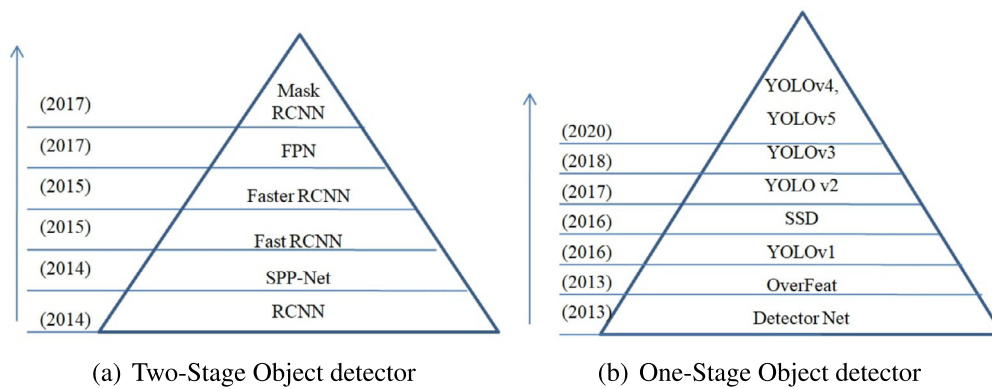 (2017)
Mask
RCNN
(2017)
FPN
(2015)
Faster RCNN
(2015)
Fast RCNN
(2014)
SPP-Net
(2014)
RCNN
(a) Two-Stage Object detector
YOLOv4,
(2020)
YOLOv5
(2018)
YOLOv3
(2017)
YOLO v2
(2016)
SSD
(2016)
YOLOv1
(2013)
OverFeat
(2013)
Detector Net
(b) One-Stage Object detector